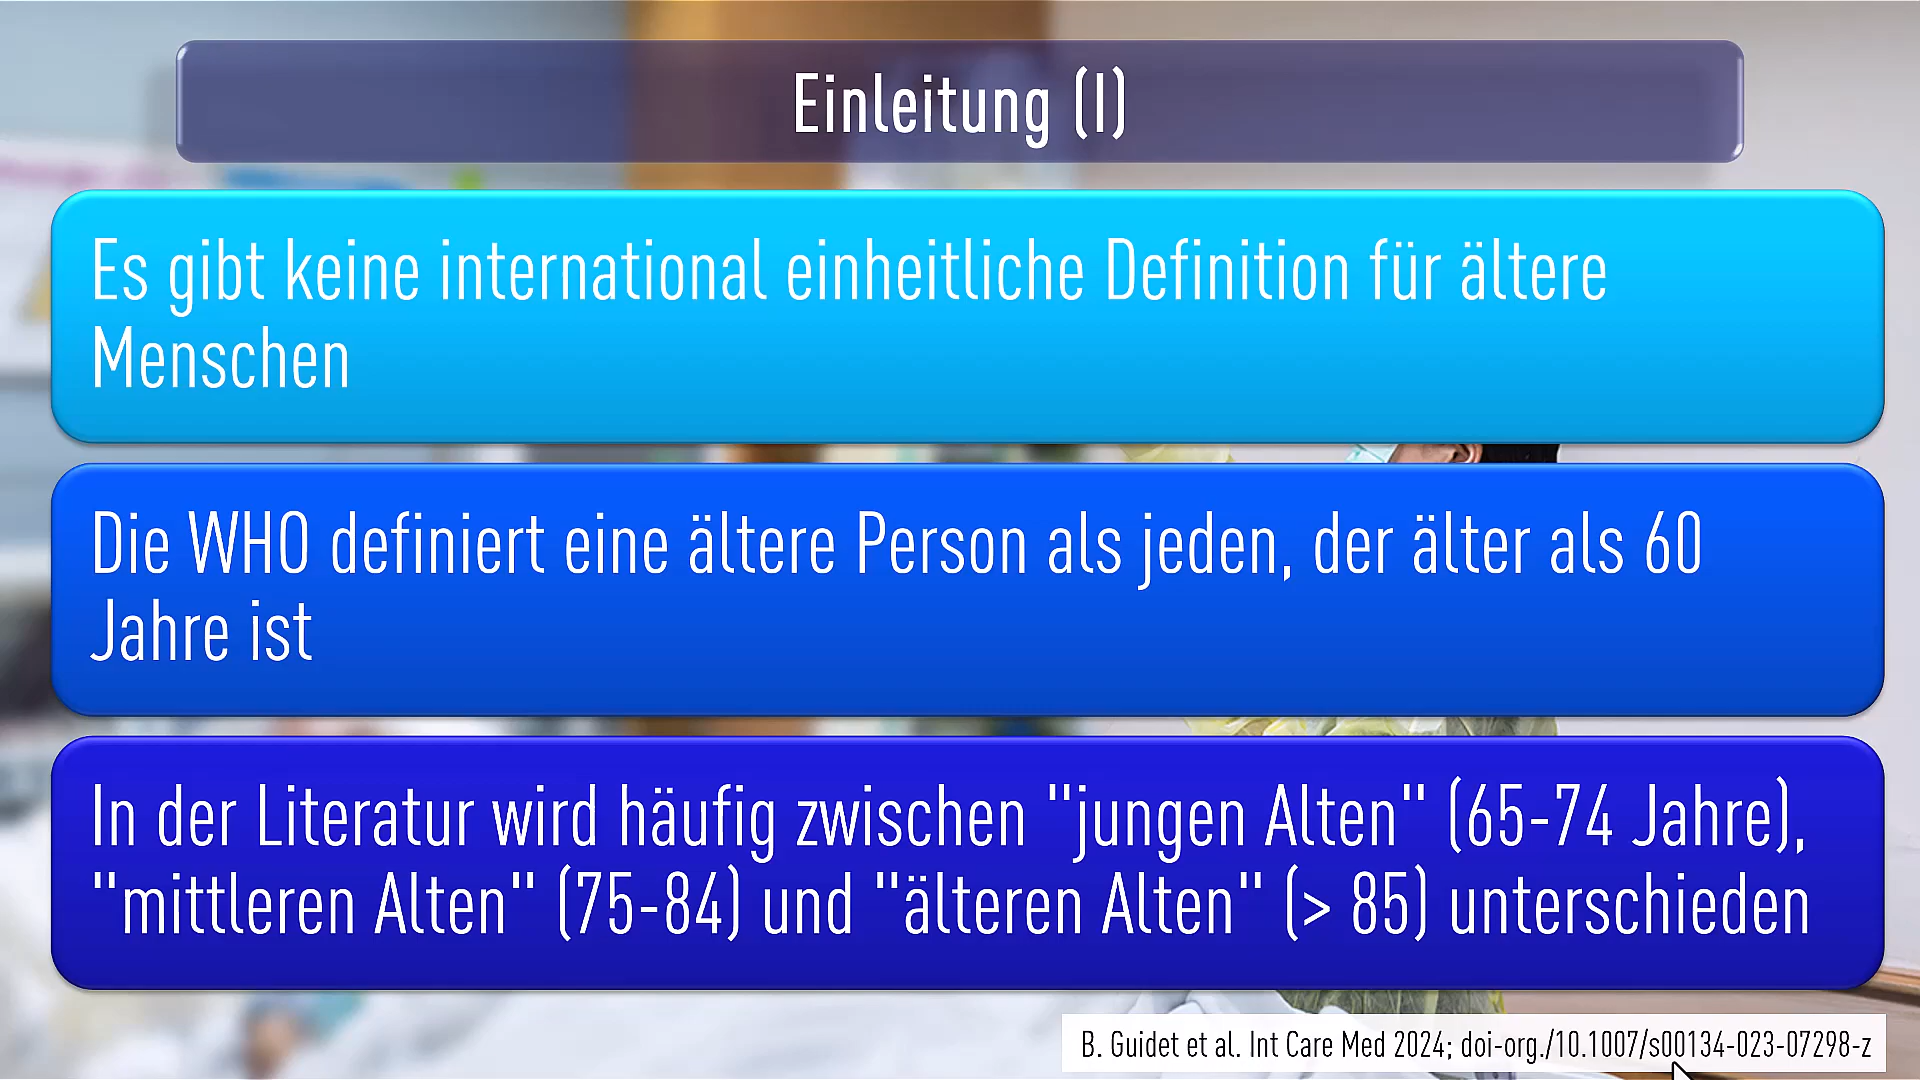 Einleitung (I)
Es gibt keine international einheitliche Definition für ältere
Menschen
Die WHO definiert eine ältere Person als jeden, der älter als 60
Jahre ist
In der Literatur wird häufig zwischen "jungen Alten" (65-74 Jahre),
"mittleren Alten" (75-84) und "älteren Alten" (> 85) unterschieden
B. Guidet et al. Int Care Med 2024; doi-org./10.1007/s00134-023-07298-z